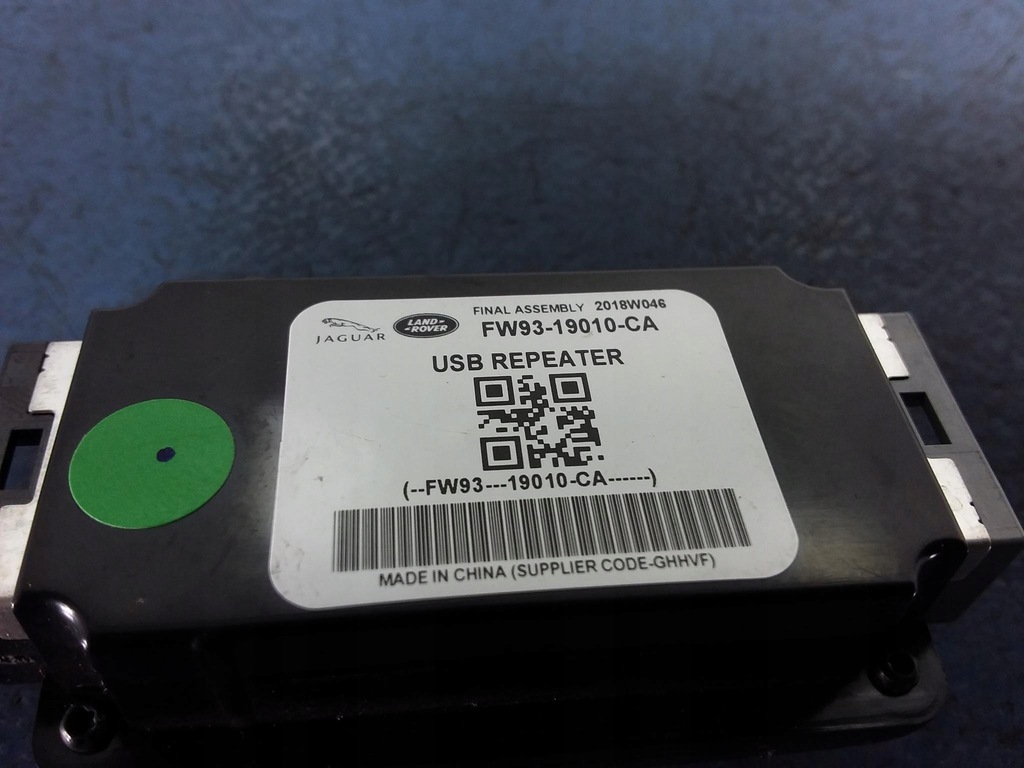 FINAL ASSEMBLY 2018W046
JAGUAR
LAND-
-ROVER
FW93-19010-CA
USB REPEATER
(--FW93---19010-CA------)
MADE IN CHINA (SUPPLIER CODE-GHHVF)